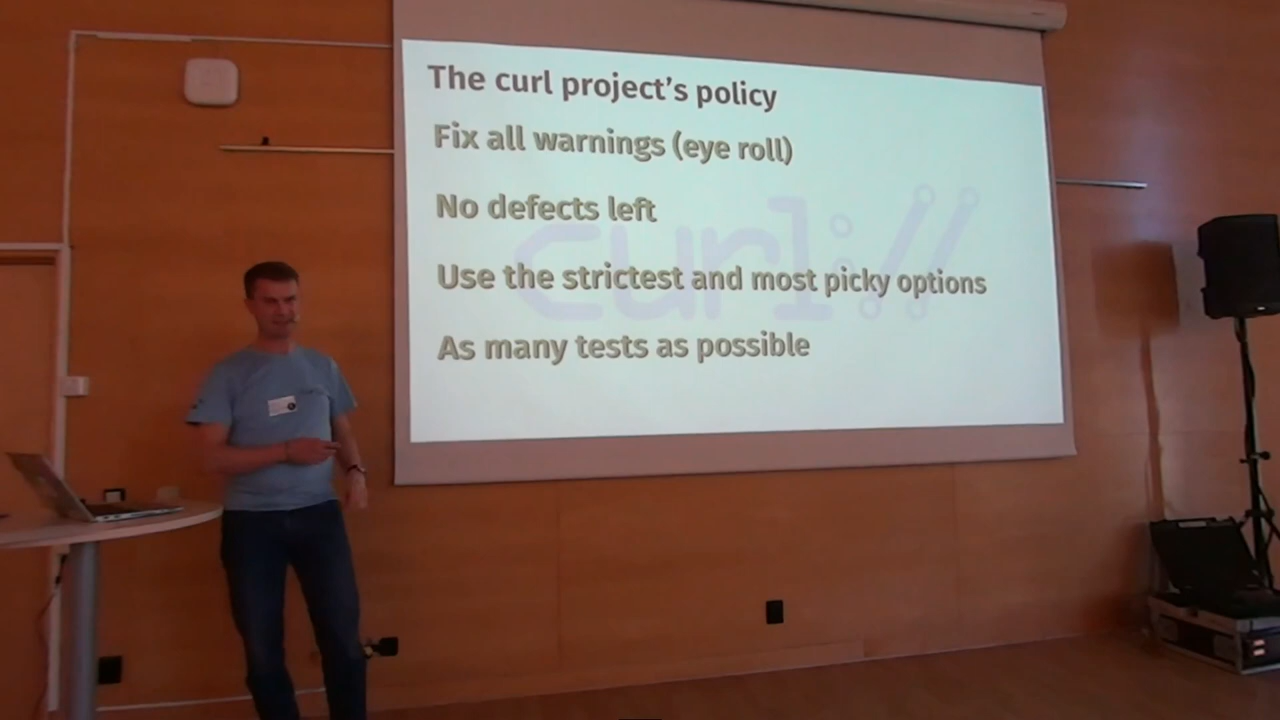 The curl project's policy
Fix all warnings (eye roll)
No defects left
Use the strictest and most picky options
As many tests as possible
curl://